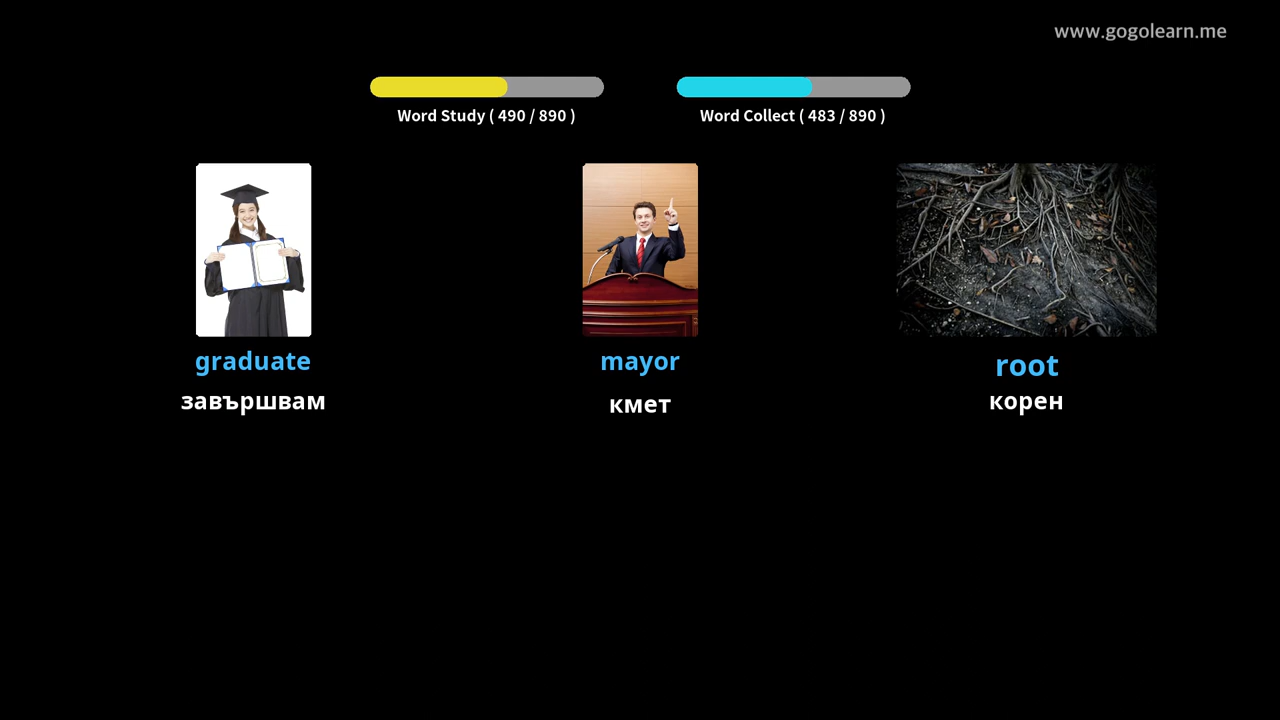 www.gogolearn.me
Word Study ( 490 / 890 )
Word Collect ( 483 / 890 )
graduate
mayor
root
завършвам
кмет
корен